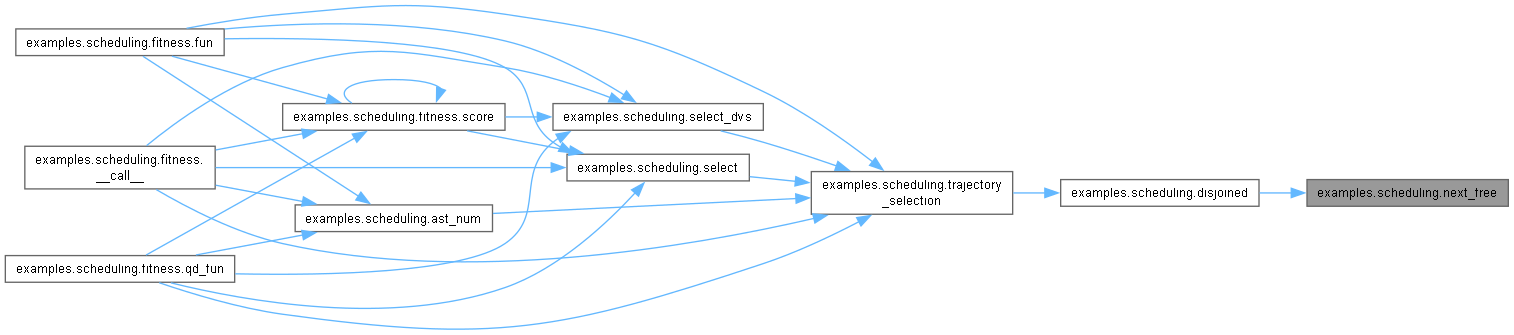 examples.scheduling.fitness.fun
examples.scheduling.fitness.score
examples.scheduling.select_dvs
examples.scheduling.fitness.
__call__
examples.scheduling.select
examples.scheduling.trajectory
_selection
examples.scheduling.disjoined
examples.scheduling.next_tree
examples.scheduling.ast_num
examples.scheduling.fitness.qd_fun